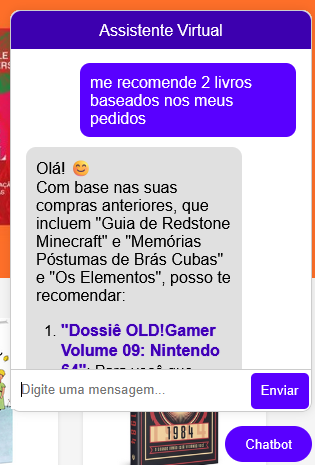 Assistente Virtual
me recomende 2 livros
baseados nos meus
pedidos
Olá! 😊
Com base nas suas
compras anteriores, que
incluem "Guia de Redstone
Minecraft" e "Memórias
Póstumas de Brás Cubas"
e "Os Elementos", posso te
recomendar:
1. "Dossiê OLD!Gamer
Volume 09: Nintendo
64": Para você que
Digite uma mensagem...
Enviar
1984
Chatbot